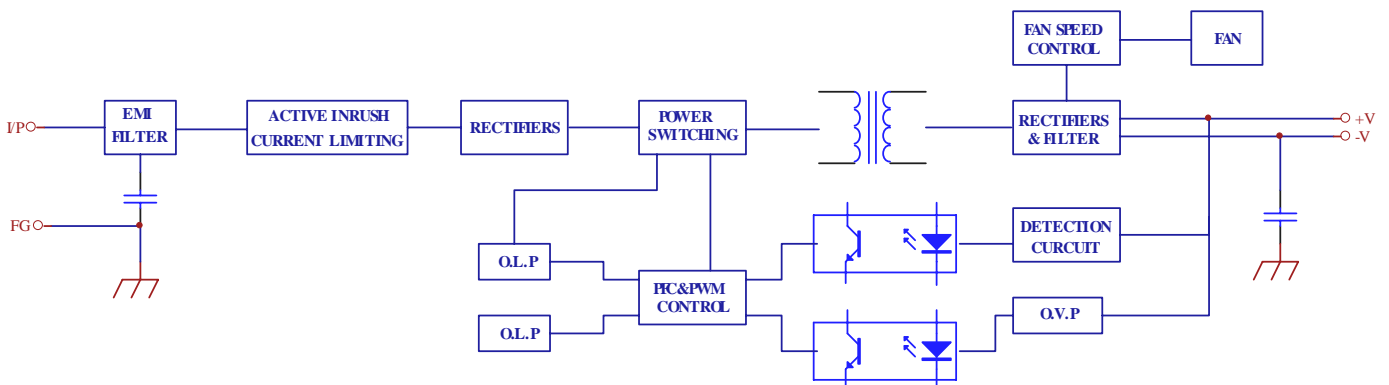 FAN SPEED
CONTROL
FAN
I/P
EMI
FILTER
ACTIVE INRUSH
CURRENT LIMITING
RECTIFIERS
POWER
SWITCHING
RECTIFIERS
& FILTER
+V
-V
FG
O.L.P
DETECTION
CURCUIT
PFC&PWM
CONTROL
O.L.P
O.V.P